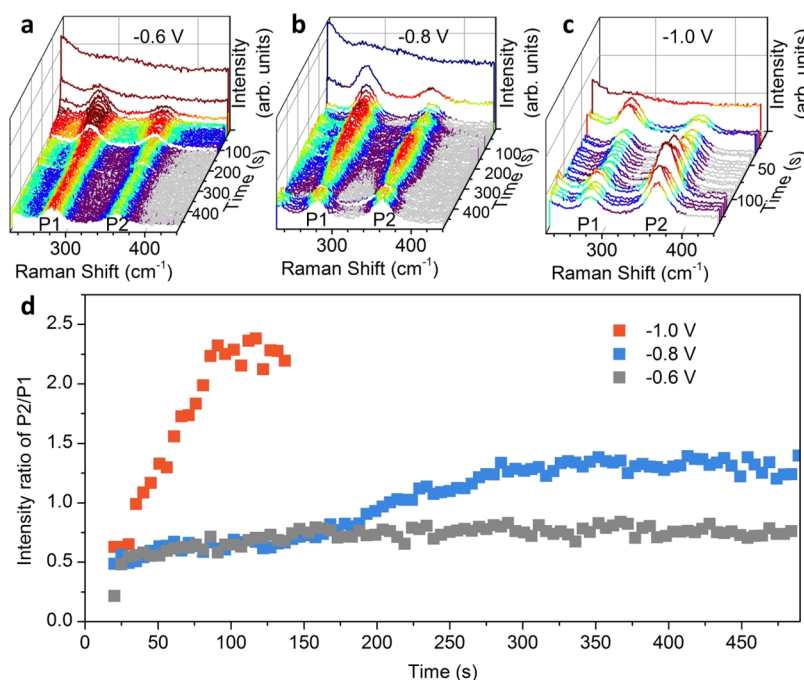 a
-0.6 V
Intensity
(arb. units)
100
200
300
400
Time (s)
P1
P2
300
400
Raman Shift (cm⁻¹)
b
-0.8 V
Intensity
(arb. units)
100
200
300
400
Time (s)
P1
P2
300
400
Raman Shift (cm⁻¹)
c
-1.0 V
Intensity
(arb. units)
50
100
Time (s)
P1
P2
300
400
Raman Shift (cm⁻¹)
d
2.5
2.0
1.5
1.0
0.5
0.0
Intensity ratio of P2/P1
-1.0 V
-0.8 V
-0.6 V
0
50
100
150
200
250
300
350
400
450
Time (s)